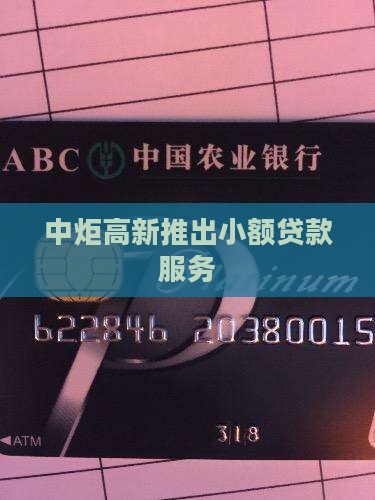 ABC 中国农业银行
中炬高新推出小额贷款
服务
Platinum
622846 20380015
ATM 318